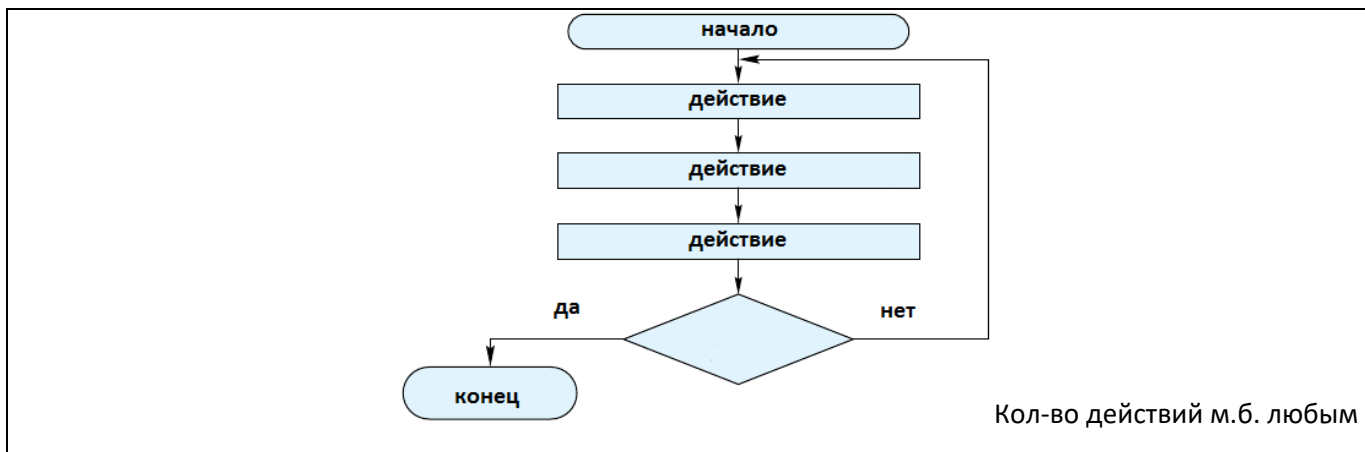 начало
действие
действие
действие
да
нет
конец
Кол-во действий м.б. любым